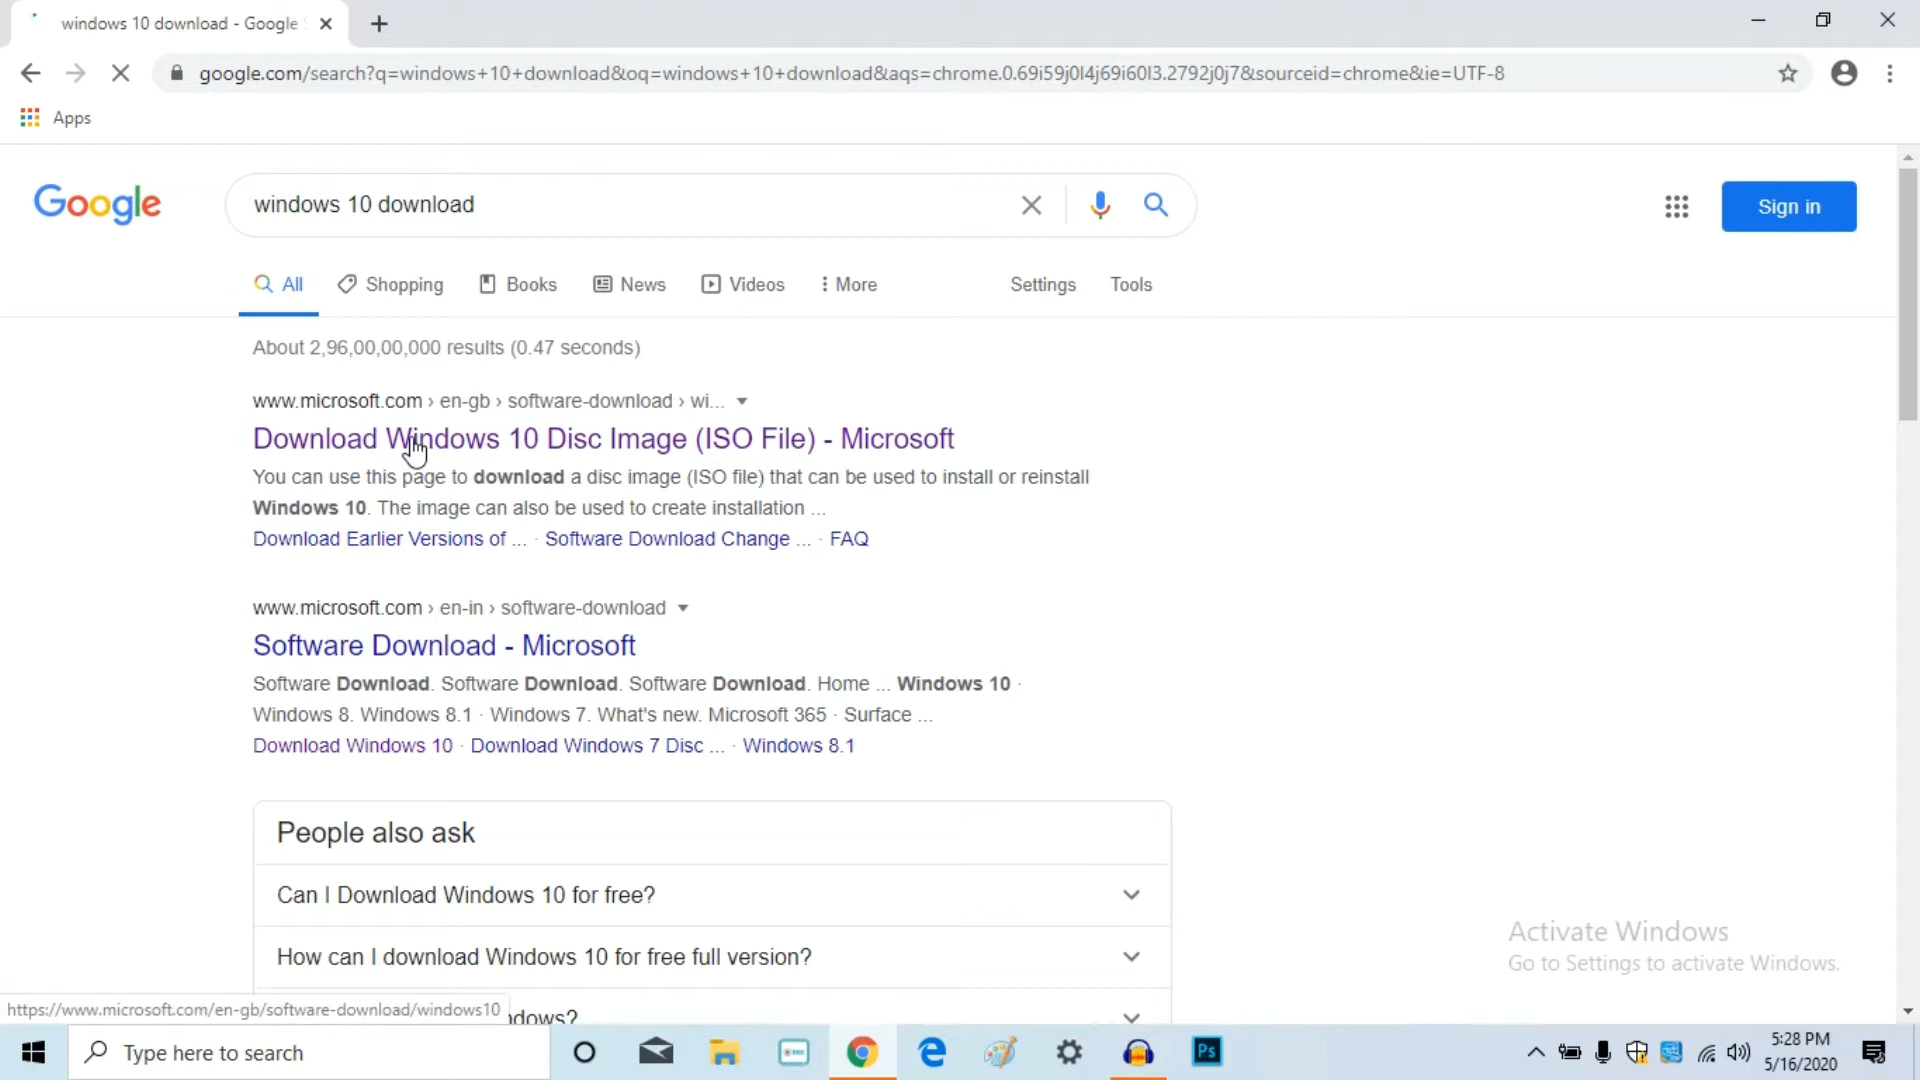 windows 10 download - Google
google.com/search?q=windows+10+download&oq=windows+10+download&aqs=chrome.0.69i59j0l4j69i60l3.2792j0j7&sourceid=chrome&ie=UTF-8
Apps
Google
windows 10 download
Sign in
All
Shopping
Books
News
Videos
More
Settings
Tools
About 2,96,00,00,000 results (0.47 seconds)
www.microsoft.com › en-gb › software-download › wi...
Download Windows 10 Disc Image (ISO File) - Microsoft
You can use this page to download a disc image (ISO file) that can be used to install or reinstall
Windows 10. The image can also be used to create installation ...
Download Earlier Versions of ... · Software Download Change ... · FAQ
www.microsoft.com › en-in › software-download
Software Download - Microsoft
Software Download. Software Download. Software Download. Home ... Windows 10 ·
Windows 8. Windows 8.1 · Windows 7. What's new. Microsoft 365 · Surface ...
Download Windows 10 · Download Windows 7 Disc ... · Windows 8.1
People also ask
Can I Download Windows 10 for free?
How can I download Windows 10 for free full version?
Activate Windows
Go to Settings to activate Windows.
https://www.microsoft.com/en-gb/software-download/windows10
Type here to search
Ps
5:28 PM
5/16/2020